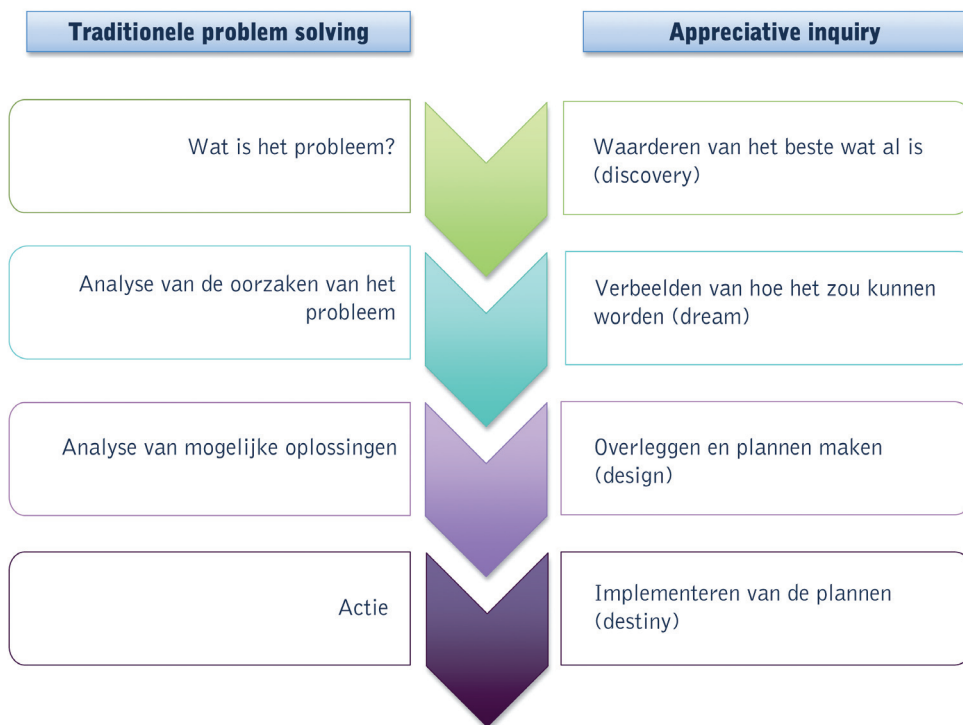 Traditionele problem solving
Appreciative inquiry
Wat is het probleem?
Waarderen van het beste wat al is
(discovery)
Analyse van de oorzaken van het
probleem
Verbeelden van hoe het zou kunnen
worden (dream)
Analyse van mogelijke oplossingen
Overleggen en plannen maken
(design)
Actie
Implementeren van de plannen
(destiny)